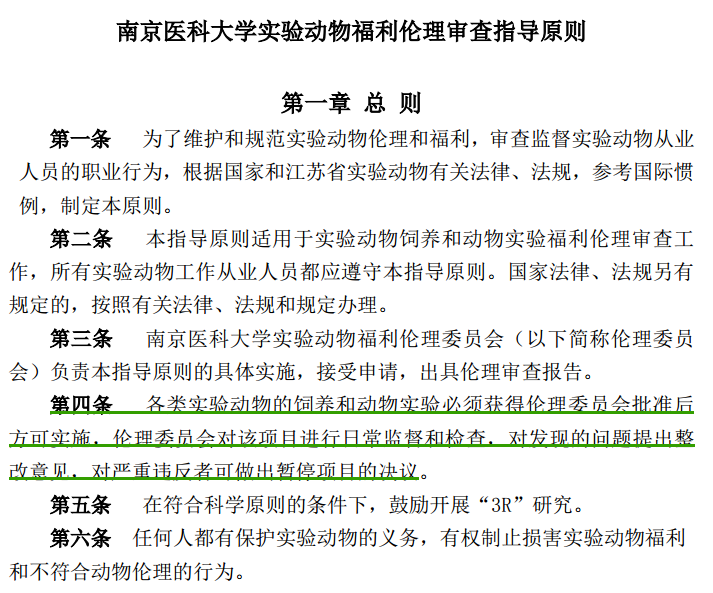 南京医科大学实验动物福利伦理审查指导原则
第一章 总 则
第一条 为了维护和规范实验动物伦理和福利，审查监督实验动物从业
人员的职业行为，根据国家和江苏省实验动物有关法律、法规，参考国际惯
例，制定本原则。
第二条 本指导原则适用于实验动物饲养和动物实验福利伦理审查工
作，所有实验动物工作从业人员都应遵守本指导原则。国家法律、法规另有
规定的，按照有关法律、法规和规定办理。
第三条 南京医科大学实验动物福利伦理委员会（以下简称伦理委员
会）负责本指导原则的具体实施，接受申请，出具伦理审查报告。
第四条 各类实验动物的饲养和动物实验必须获得伦理委员会批准后
方可实施，伦理委员会对该项目进行日常监督和检查，对发现的问题提出整
改意见，对严重违反者可做出暂停项目的决议。
第五条 在符合科学原则的条件下，鼓励开展“3R”研究。
第六条 任何人都有保护实验动物的义务，有权制止损害实验动物福利
和不符合动物伦理的行为。